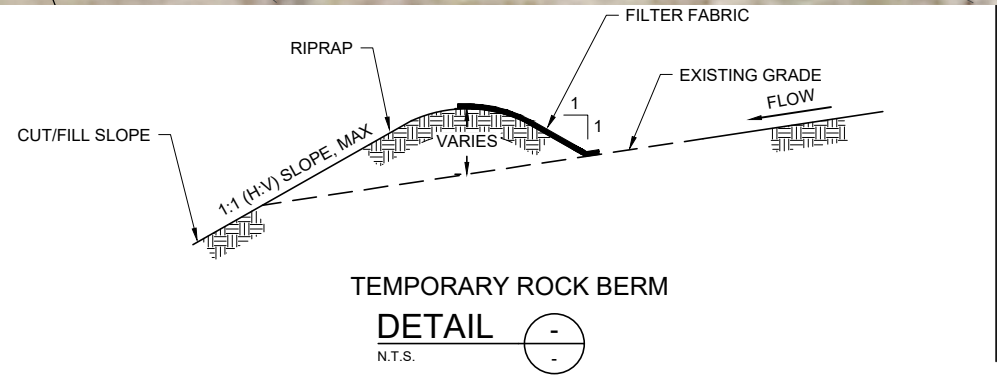 FILTER FABRIC
RIPRAP
EXISTING GRADE
FLOW
1
1
CUT/FILL SLOPE
VARIES
1:1 (H:V) SLOPE, MAX
TEMPORARY ROCK BERM
DETAIL
-
-
N.T.S.